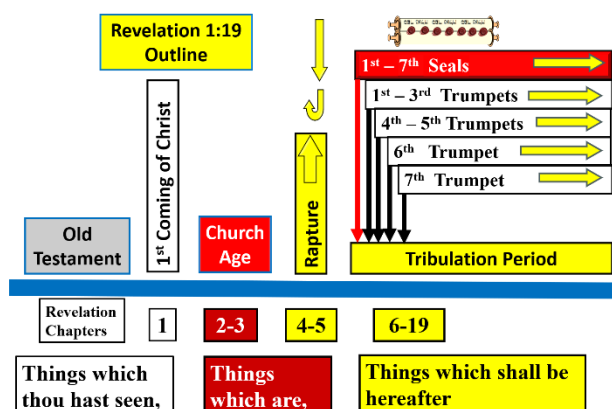 Revelation 1:19
Outline
1st – 7th Seals
1st – 3rd Trumpets
4th – 5th Trumpets
6th Trumpet
7th Trumpet
Old
Testament
1st Coming of Christ
Church
Age
Rapture
Tribulation Period
Revelation
Chapters
1
2-3
4-5
6-19
Things which
thou hast seen,
Things
which are,
Things which shall be
hereafter